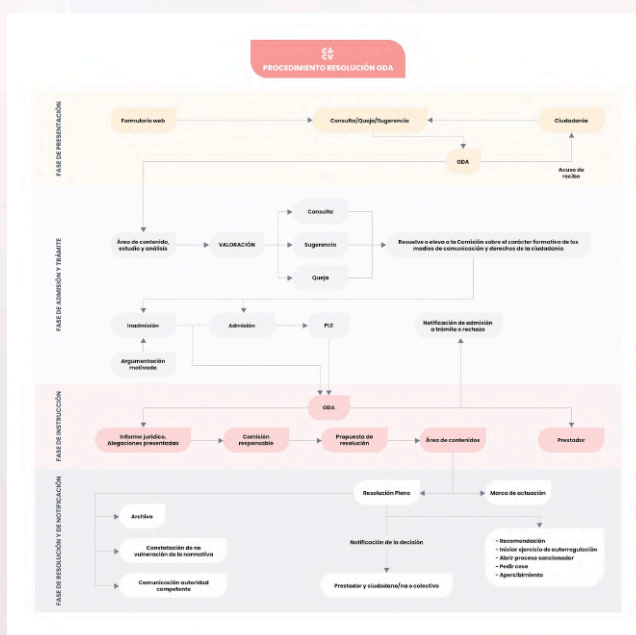 CA
CV
PROCEDIMIENTO RESOLUCIÓN ODA
FASE DE PRESENTACIÓN
Formulario web
Consulta/Queja/Sugerencia
Ciudadanía
ODA
Acuso de
recibo
FASE DE ADMISIÓN Y TRÁMITE
Área de contenido,
estudio y análisis
VALORACIÓN
Consulta
Sugerencia
Queja
Resuelve o eleva a la Comisión sobre el carácter formativo de los
medios de comunicación y derechos de la ciudadanía
Inadmisión
Admisión
PLE
Notificación de admisión
a trámite o rechazo
Argumentación
motivada
FASE DE INSTRUCCIÓN
ODA
Informe jurídico.
Alegaciones presentadas
Comisión
responsable
Propuesta de
resolución
Área de contenidos
Prestador
FASE DE RESOLUCIÓN Y DE NOTIFICACIÓN
Resolución Pleno
Marco de actuación
Archivo
Constatación de no
vulneración de la normativa
Comunicación autoridad
competente
Notificación de la decisión
Prestador y ciudadano/na o colectivo
- Recomendación
- Iniciar ejercicio de autorregulación
- Abrir proceso sancionador
- Pedir cese
- Apercibimiento